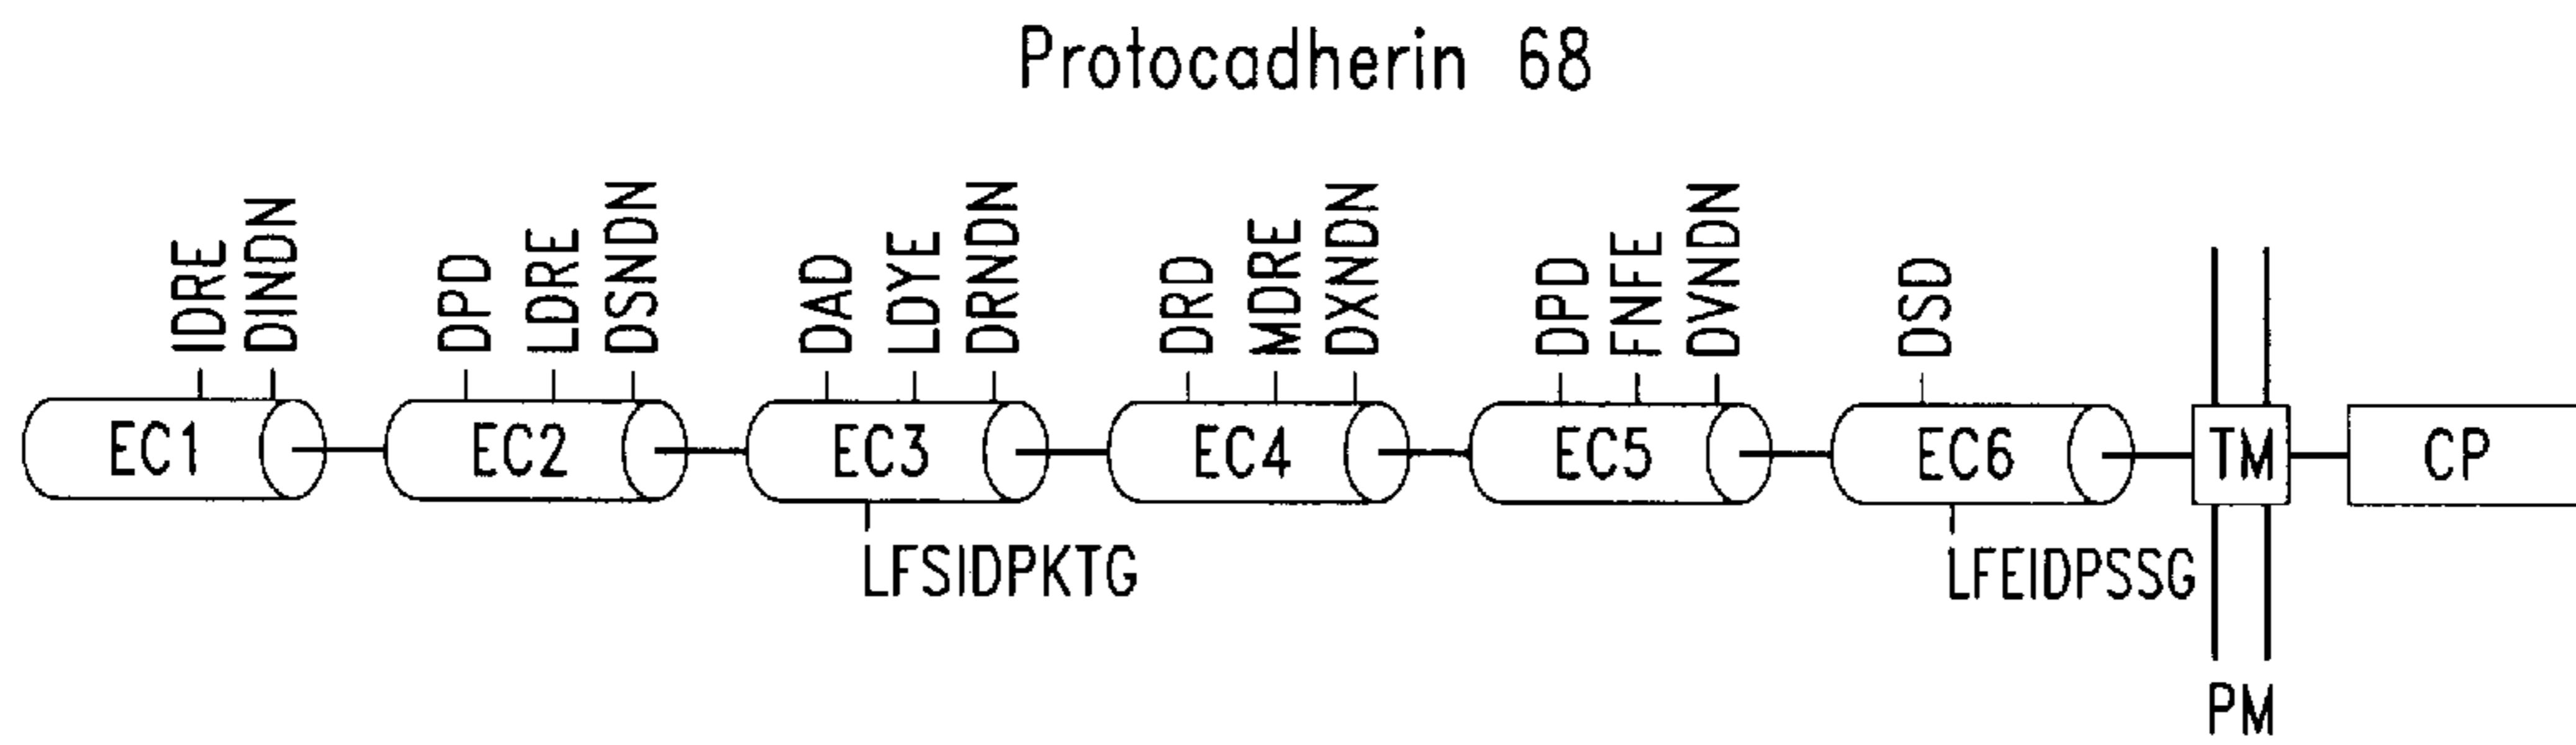 Protocadherin 68
IDRE
DINDN
DPD
LDRE
DSNDN
DAD
LDYE
DRNDN
DRD
MDRE
DXNDN
DPD
FNFE
DVNDN
DSD
EC1
EC2
EC3
EC4
EC5
EC6
TM
CP
LFSIDPKTG
LFEIDPSSG
PM